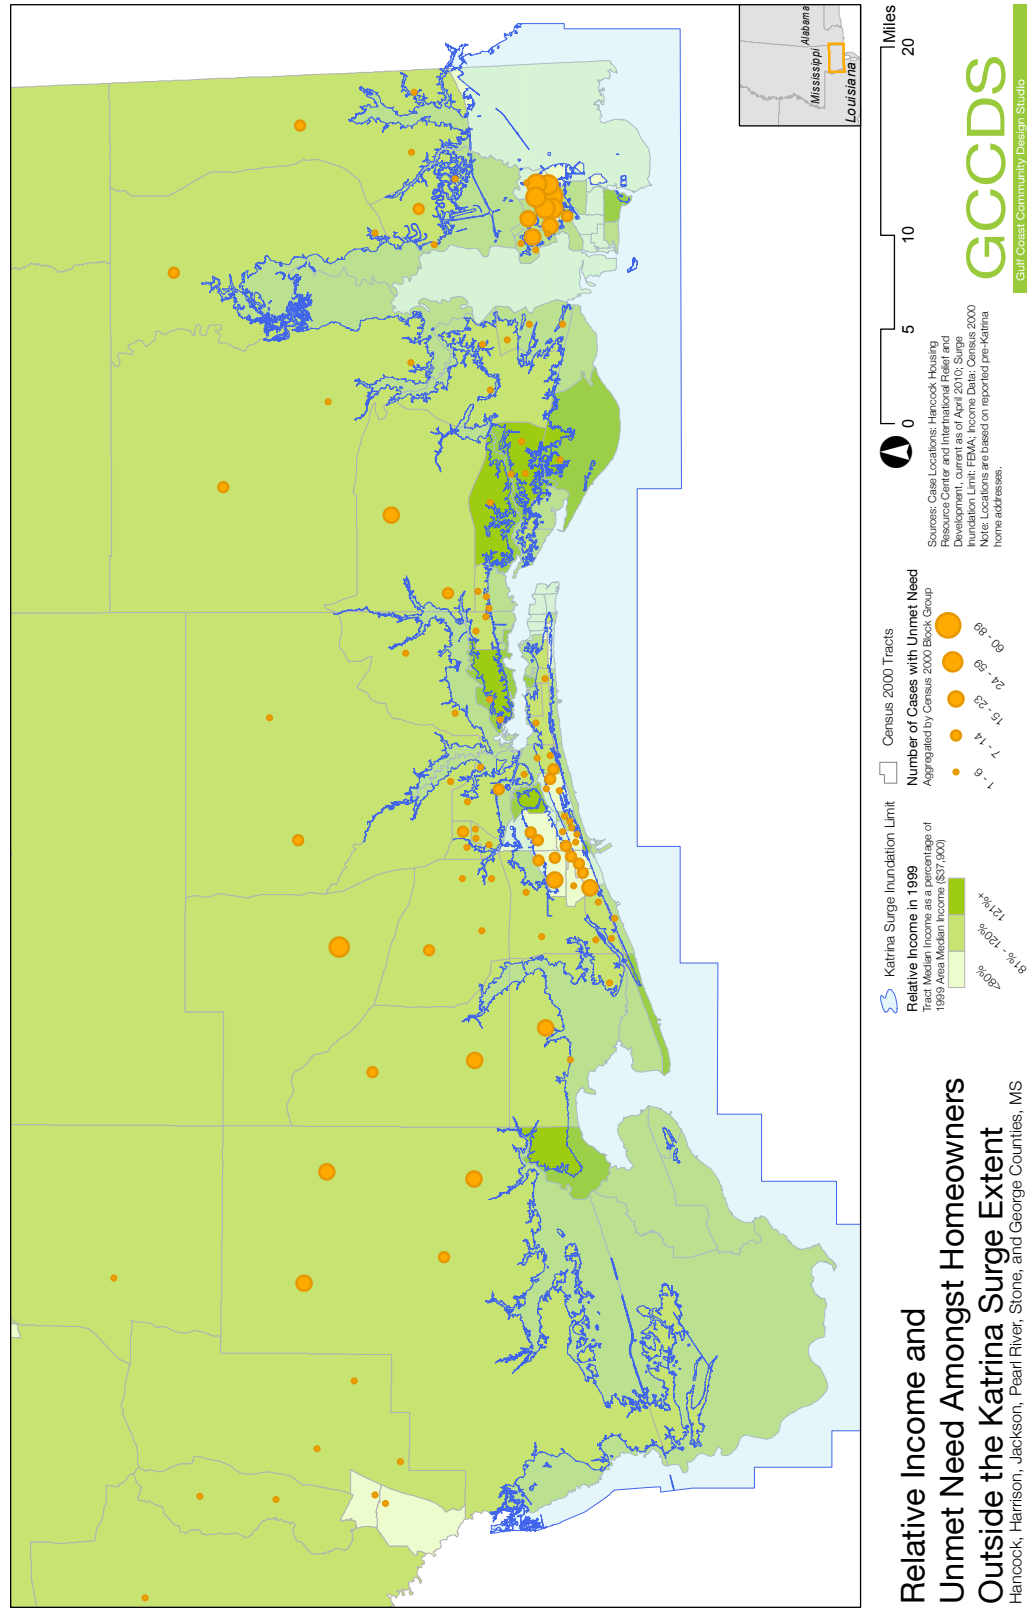 Relative Income and
Unmet Need Amongst Homeowners
Outside the Katrina Surge Extent
Hancock, Harrison, Jackson, Pearl River, Stone, and George Counties, MS
Katrina Surge Inundation Limit
Relative Income in 1999
Tract Median Income as a percentage of
1999 Area Median Income ($37,900)
<80%
81% - 120%
121%+
Census 2000 Tracts
Number of Cases with Unmet Need
Aggregated by Census 2000 Block Group
1 - 6
7 - 14
15 - 23
24 - 59
60 - 89
0
5
10
20
Miles
Sources: Case Locations: Hancock Housing
Resource Center and International Relief and
Development, current as of April 2010; Surge
Inundation Limit: FEMA; Income Data: Census 2000
Note: Locations are based on reported pre-Katrina
home addresses.
GCCDS
Gulf Coast Community Design Studio
Mississippi
Alabama
Louisiana